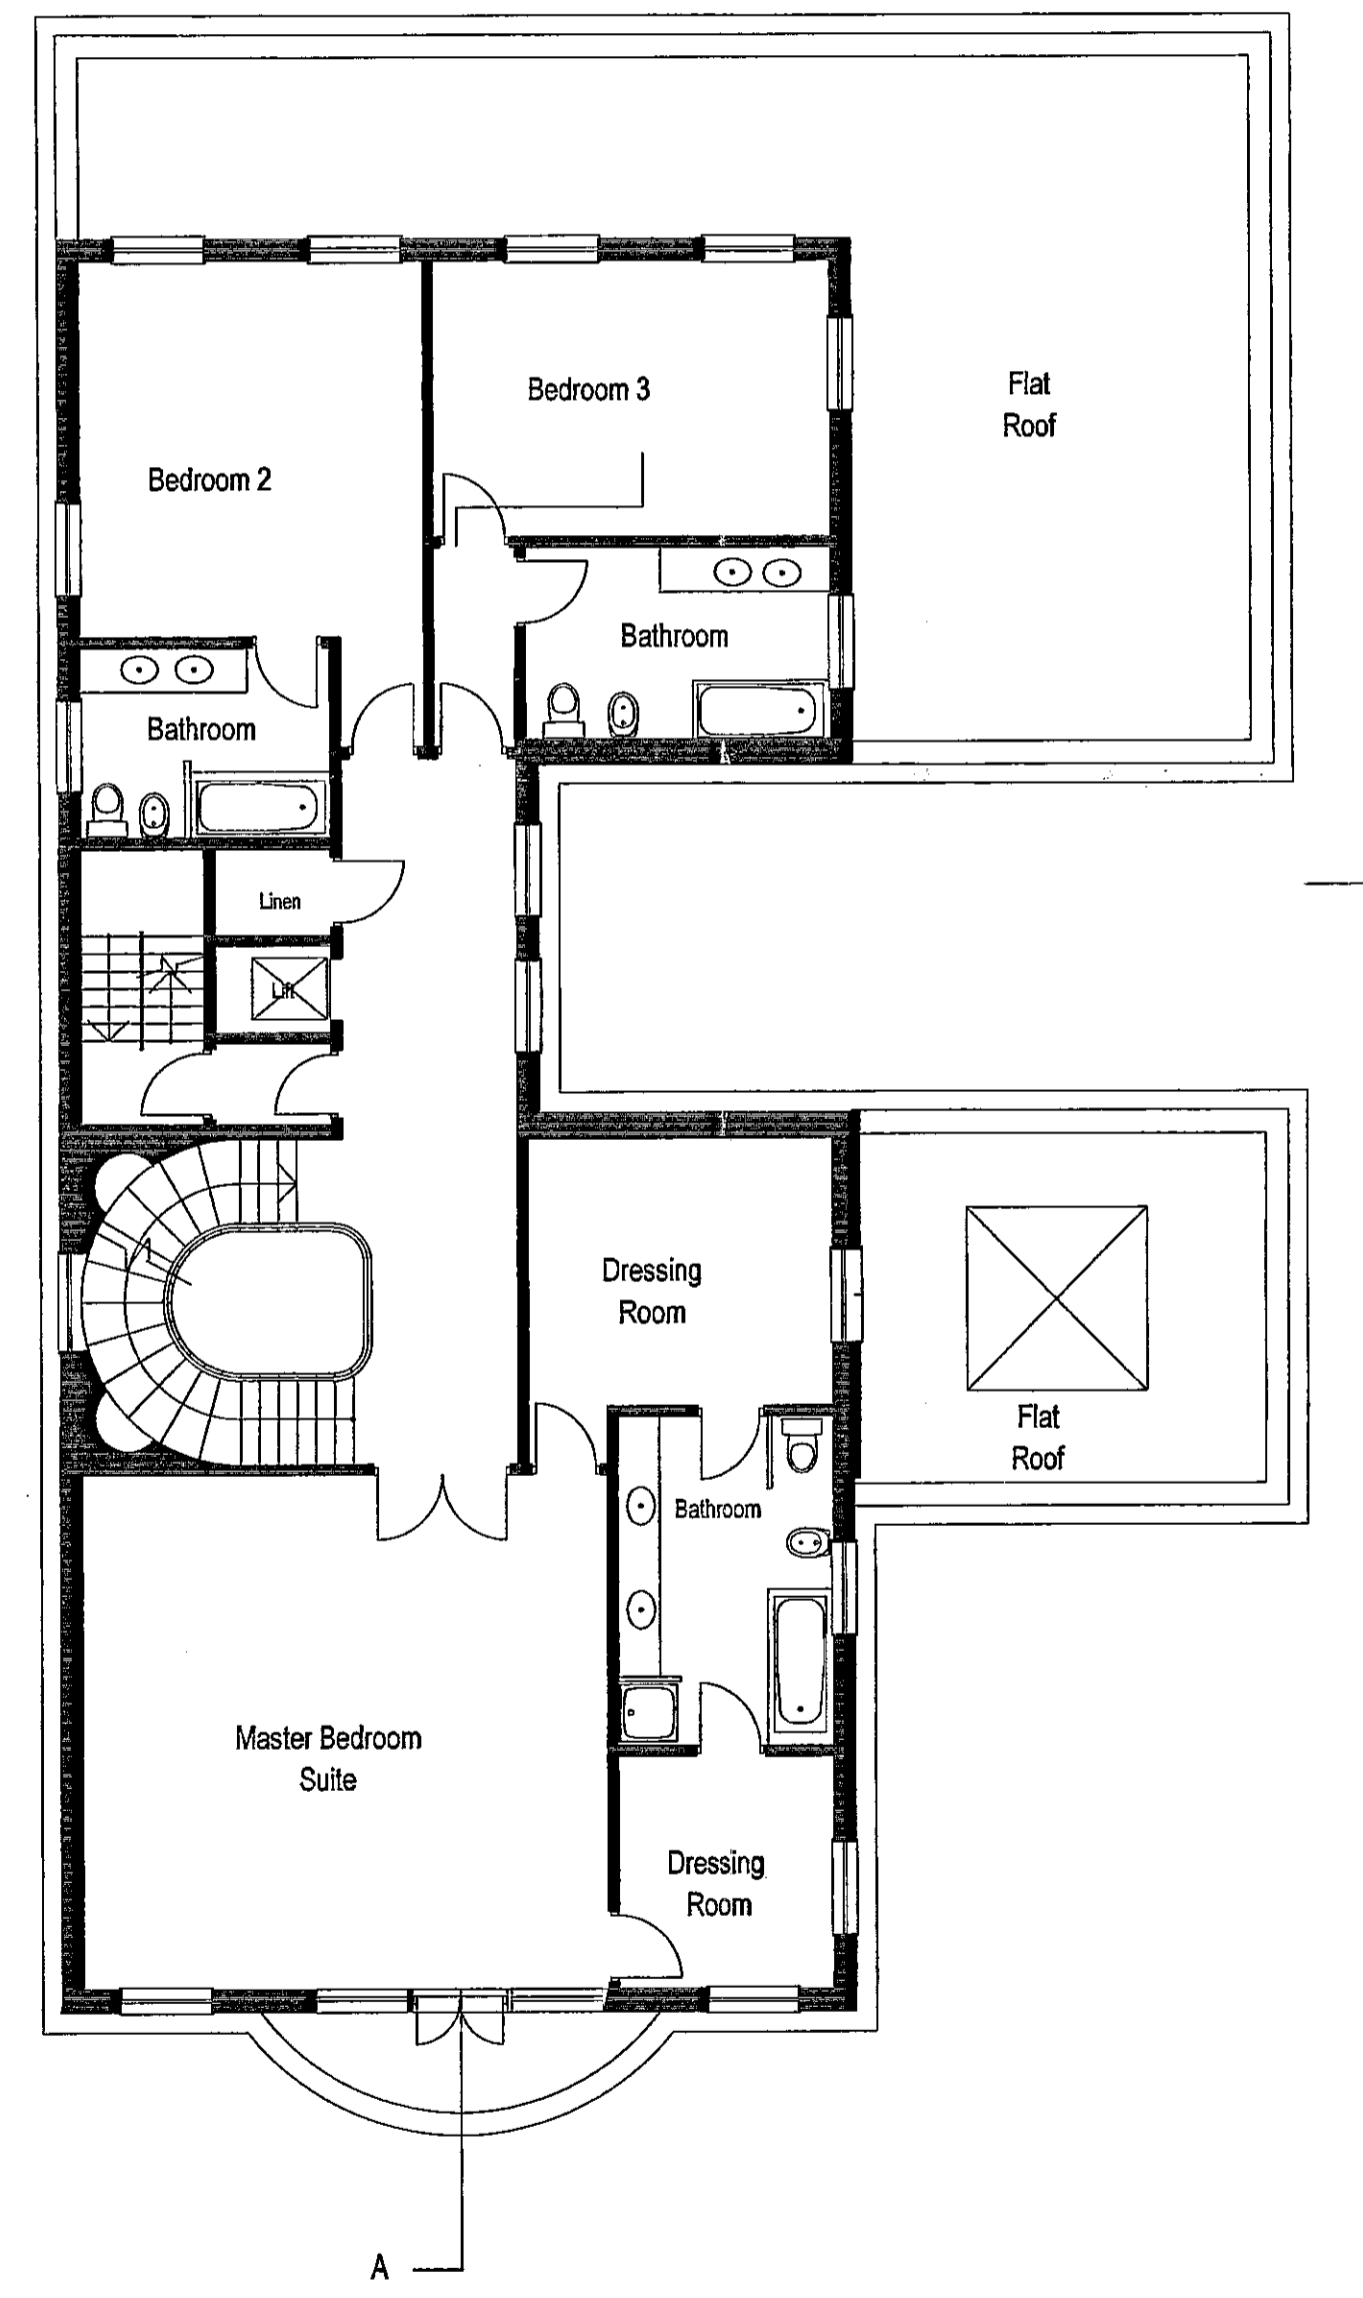 Bedroom 3
Flat
Roof
Bedroom 2
Bathroom
Bathroom
Linen
Lift
Dressing
Room
Flat
Roof
Bathroom
Master Bedroom
Suite
Dressing
Room
A